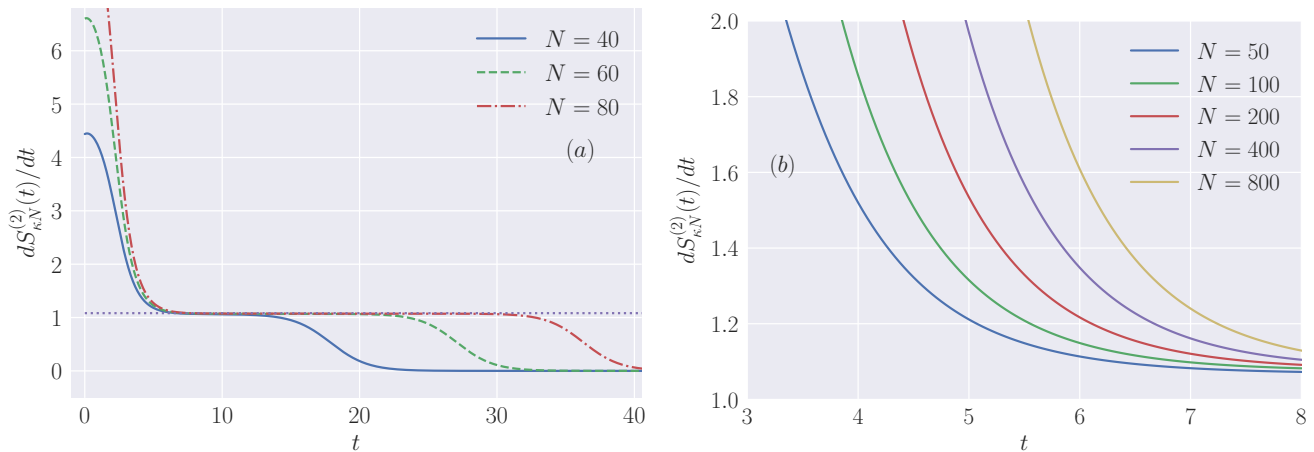 dS_{κN}^{(2)}(t)/dt
6
5
4
3
2
1
0
0
10
20
30
40
t
N = 40
N = 60
N = 80
(a)
dS_{κN}^{(2)}(t)/dt
2.0
1.8
1.6
1.4
1.2
1.0
3
4
5
6
7
8
t
(b)
N = 50
N = 100
N = 200
N = 400
N = 800